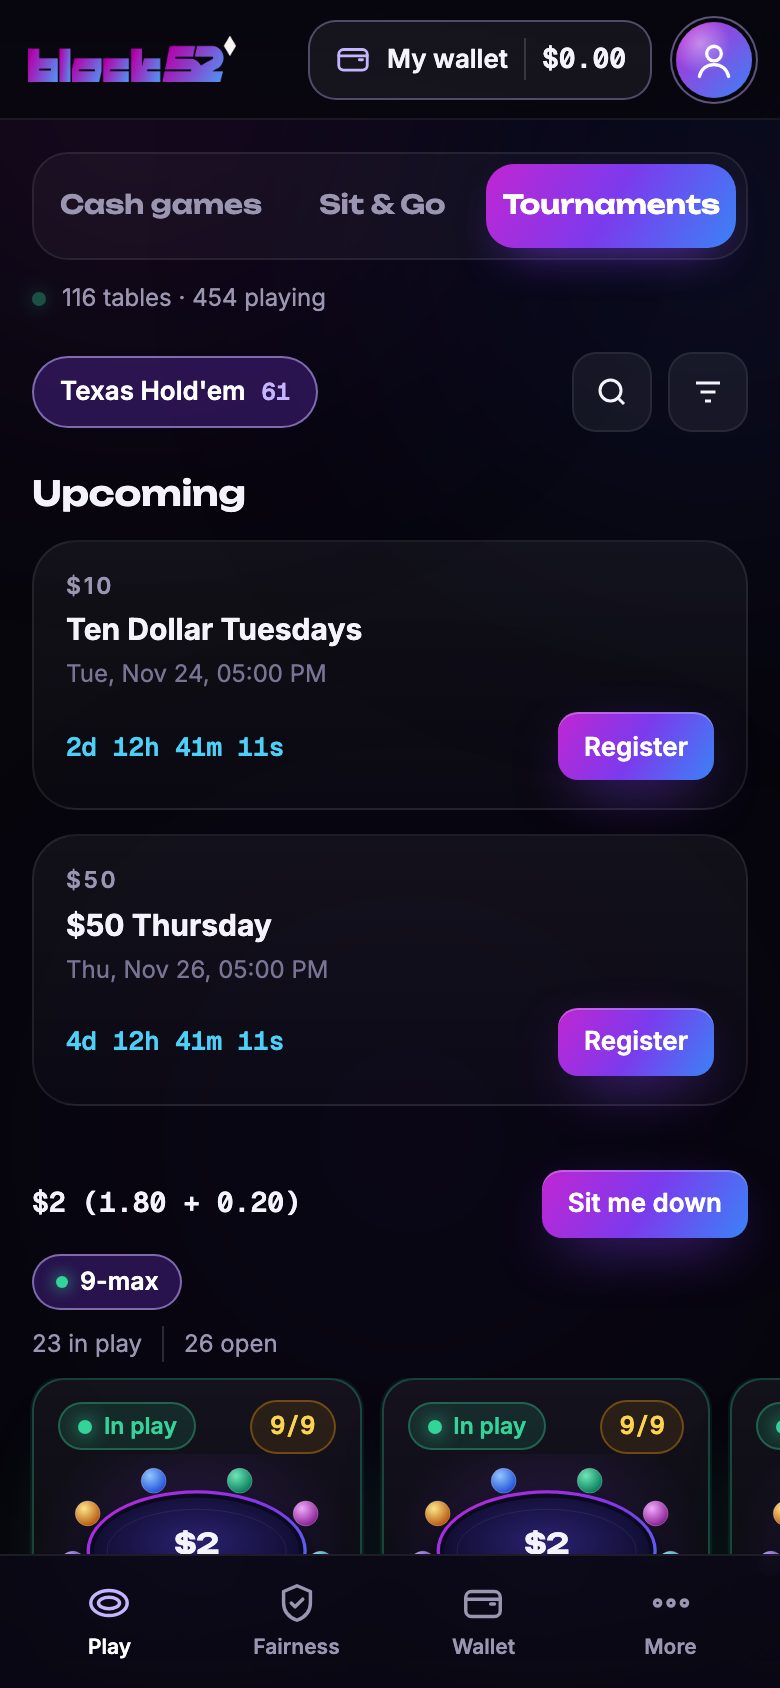 block52
My wallet $0.00
Cash games Sit & Go Tournaments
116 tables · 454 playing
Texas Hold'em 61
Upcoming
$10
Ten Dollar Tuesdays
Tue, Nov 24, 05:00 PM
2d 12h 41m 11s Register
$50
$50 Thursday
Thu, Nov 26, 05:00 PM
4d 12h 41m 11s Register
$2 (1.80 + 0.20) Sit me down
9-max
23 in play 26 open
In play 9/9 In play 9/9
$2 $2
Play Fairness Wallet More